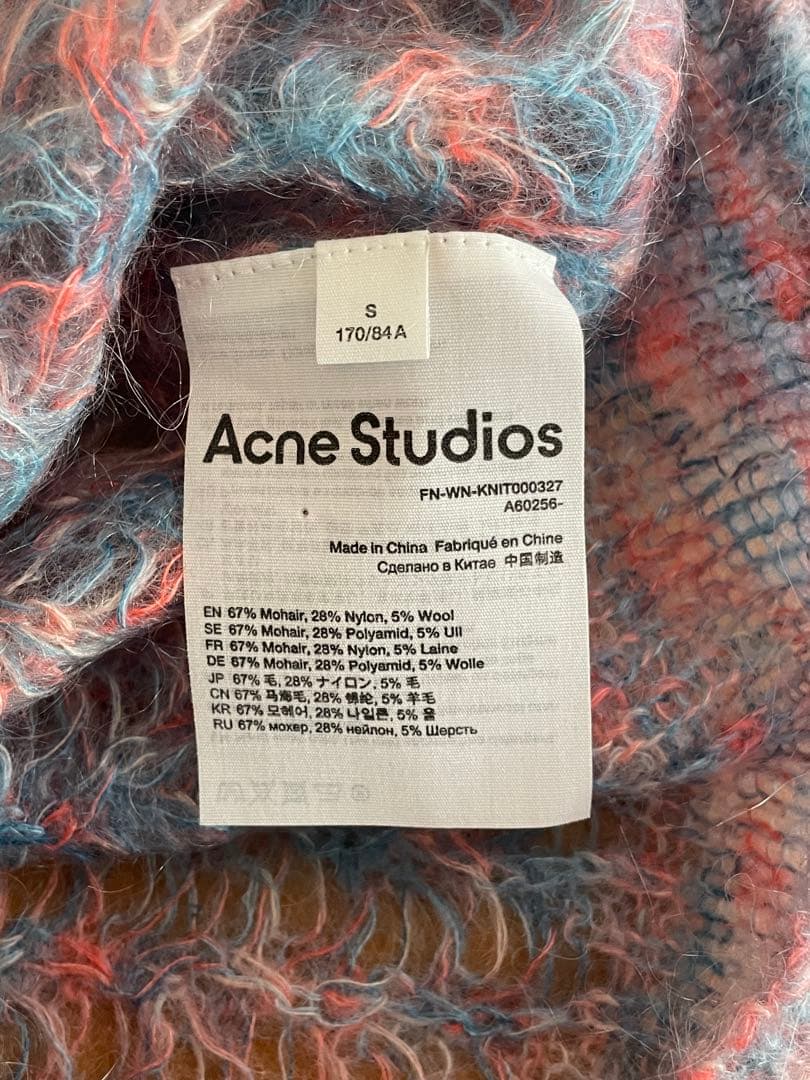 S
170/84 A
Acne Studios
FN-WN-KNIT000327
A60256-
Made in China Fabriqué en Chine
Сделано в Китае 中国制造
EN 67% Mohair, 28% Nylon, 5% Wool
SE 67% Mohair, 28% Polyamid, 5% Ull
FR 67% Mohair, 28% Nylon, 5% Laine
DE 67% Mohair, 28% Polyamid, 5% Wolle
JP 67% 毛, 28% ナイロン, 5% 毛
CN 67% 马海毛, 28% 锦纶, 5% 羊毛
KR 67% 모헤어, 28% 나일론, 5% 울
RU 67% мохер, 28% нейлон, 5% Шерсть